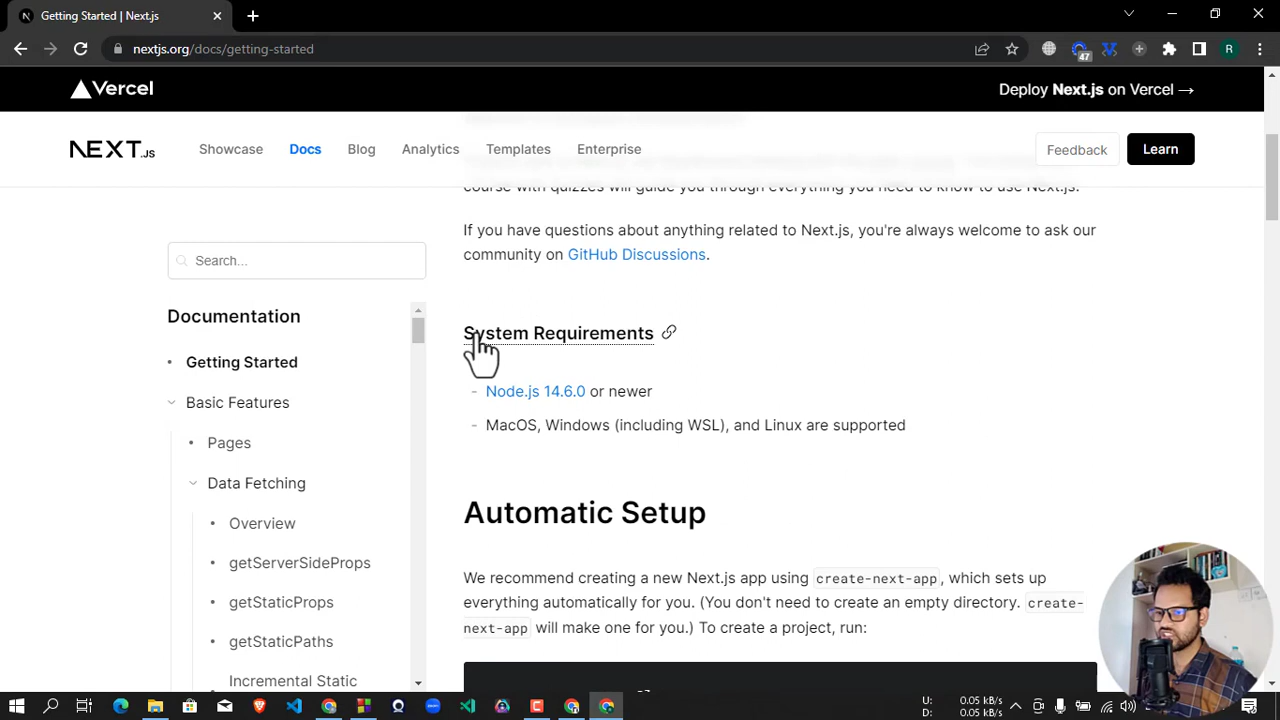 Getting Started | Next.js
nextjs.org/docs/getting-started
47
R
Vercel
Deploy Next.js on Vercel →
NEXT.JS
Showcase
Docs
Blog
Analytics
Templates
Enterprise
Feedback
Learn
course with quizzes will guide you through everything you need to know to use Next.js.
If you have questions about anything related to Next.js, you're always welcome to ask our
community on GitHub Discussions.
Search...
Documentation
Getting Started
Basic Features
Pages
Data Fetching
Overview
getServerSideProps
getStaticProps
getStaticPaths
Incremental Static
System Requirements
- Node.js 14.6.0 or newer
- MacOS, Windows (including WSL), and Linux are supported
Automatic Setup
We recommend creating a new Next.js app using create-next-app, which sets up
everything automatically for you. (You don't need to create an empty directory. create-
next-app will make one for you.) To create a project, run:
U: 0.05 kB/s
D: 0.05 kB/s